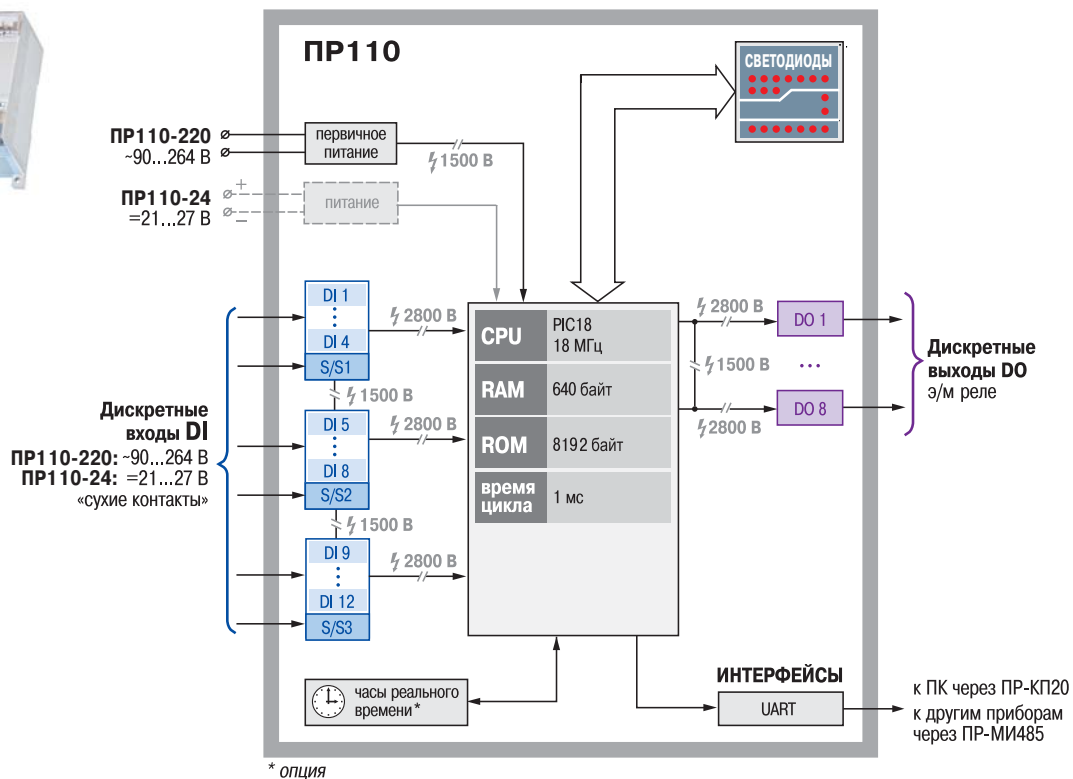 ПР110
СВЕТОДИОДЫ
ПР110-220
~90...264 В
первичное
питание
1500 В
ПР110-24
=21...27 В
+
–
питание
DI 1
DI 4
S/S1
2800 В
1500 В
DI 5
DI 8
S/S2
2800 В
1500 В
DI 9
DI 12
S/S3
2800 В
Дискретные
входы DI
ПР110-220: ~90...264 В
ПР110-24: =21...27 В
«сухие контакты»
CPU
PIC18
18 МГц
RAM
640 байт
ROM
8192 байт
время
цикла
1 мс
2800 В
DO 1
1500 В
...
2800 В
DO 8
Дискретные
выходы DO
э/м реле
часы реального
времени*
ИНТЕРФЕЙСЫ
UART
к ПК через ПР-КП20
к другим приборам
через ПР-МИ485
* опция